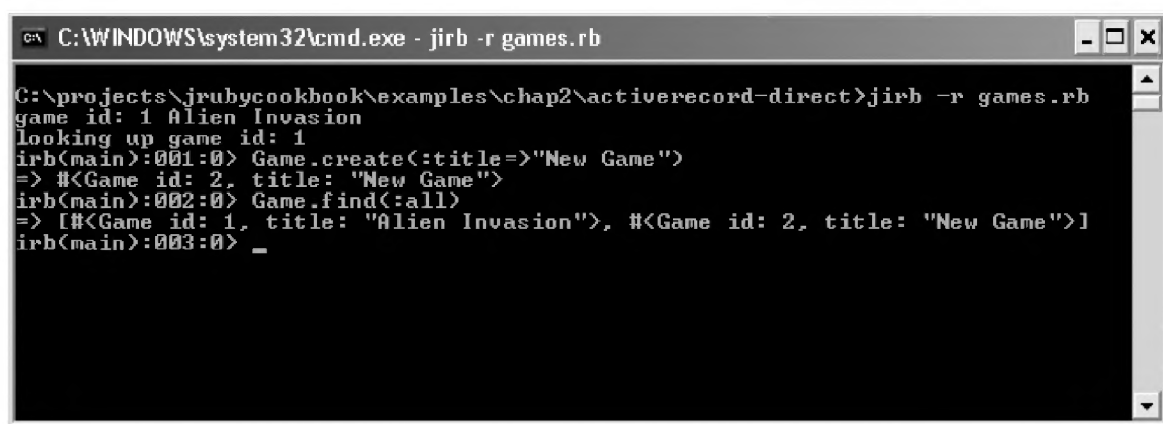 C:\WINDOWS\system32\cmd.exe - jirb -r games.rb
C:\projects\jrubycookbook\examples\chap2\activerecord-direct>jirb -r games.rb
game id: 1 Alien Invasion
looking up game id: 1
irb(main):001:0> Game.create(:title=>"New Game")
=> #<Game id: 2, title: "New Game">
irb(main):002:0> Game.find(:all)
=> [#<Game id: 1, title: "Alien Invasion">, #<Game id: 2, title: "New Game">]
irb(main):003:0> _